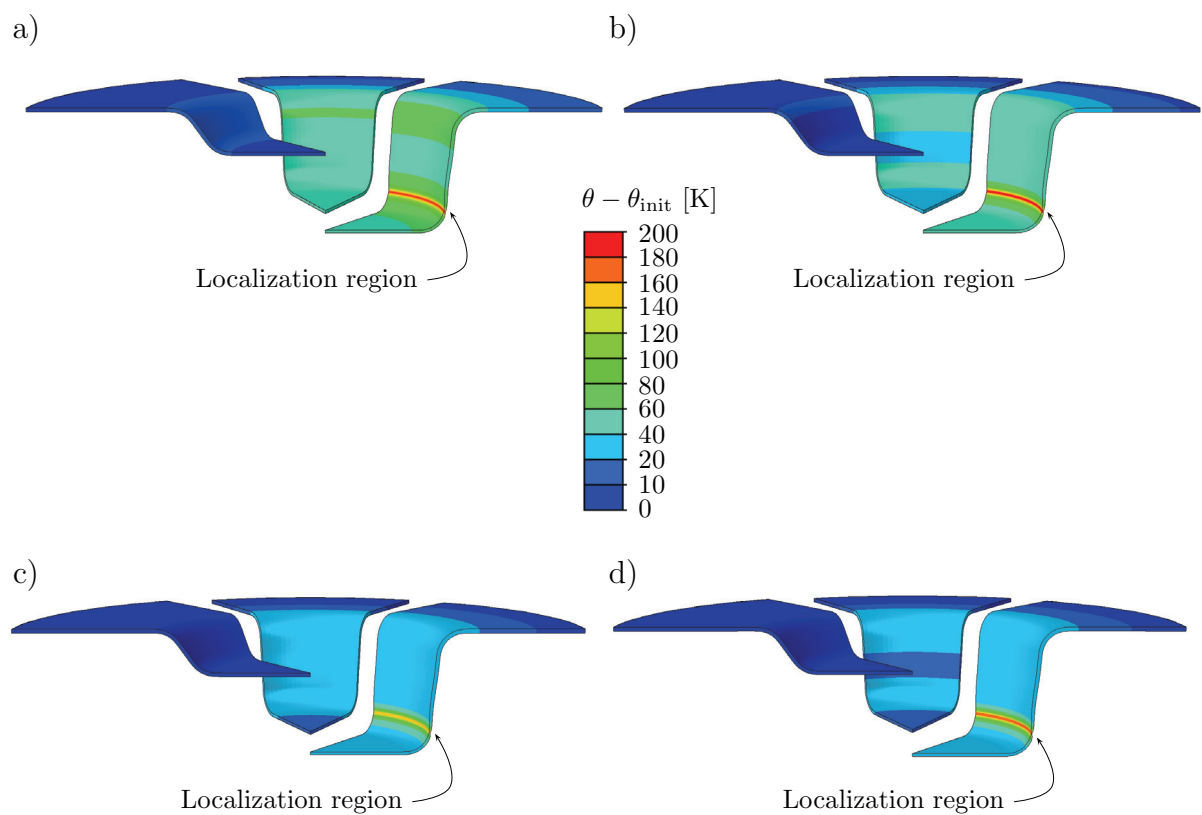 a)
b)
Localization region
Localization region
θ − θinit [K]
200
180
160
140
120
100
80
60
40
20
10
0
c)
d)
Localization region
Localization region